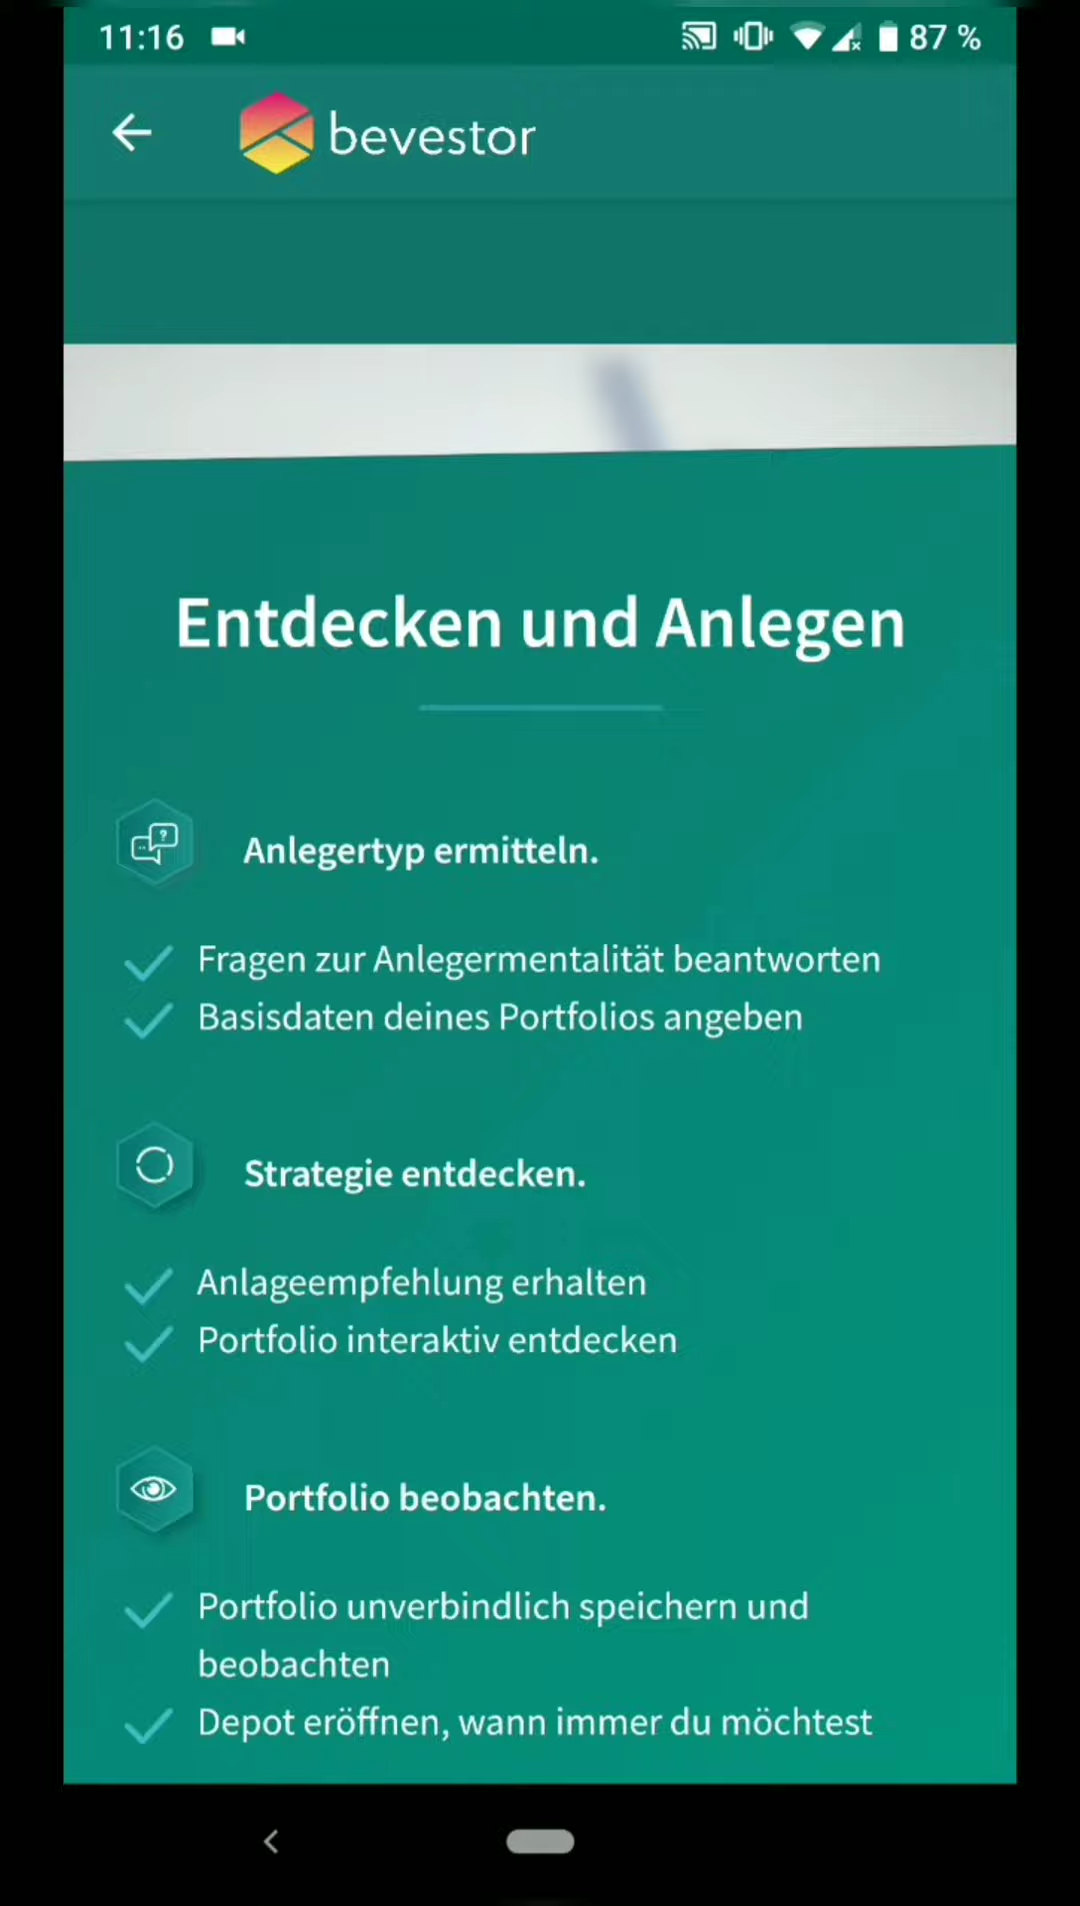 11:16
87 %
bevestor
Entdecken und Anlegen
?
Anlegertyp ermitteln.
Fragen zur Anlegermentalität beantworten
Basisdaten deines Portfolios angeben
Strategie entdecken.
Anlageempfehlung erhalten
Portfolio interaktiv entdecken
Portfolio beobachten.
Portfolio unverbindlich speichern und
beobachten
Depot eröffnen, wann immer du möchtest